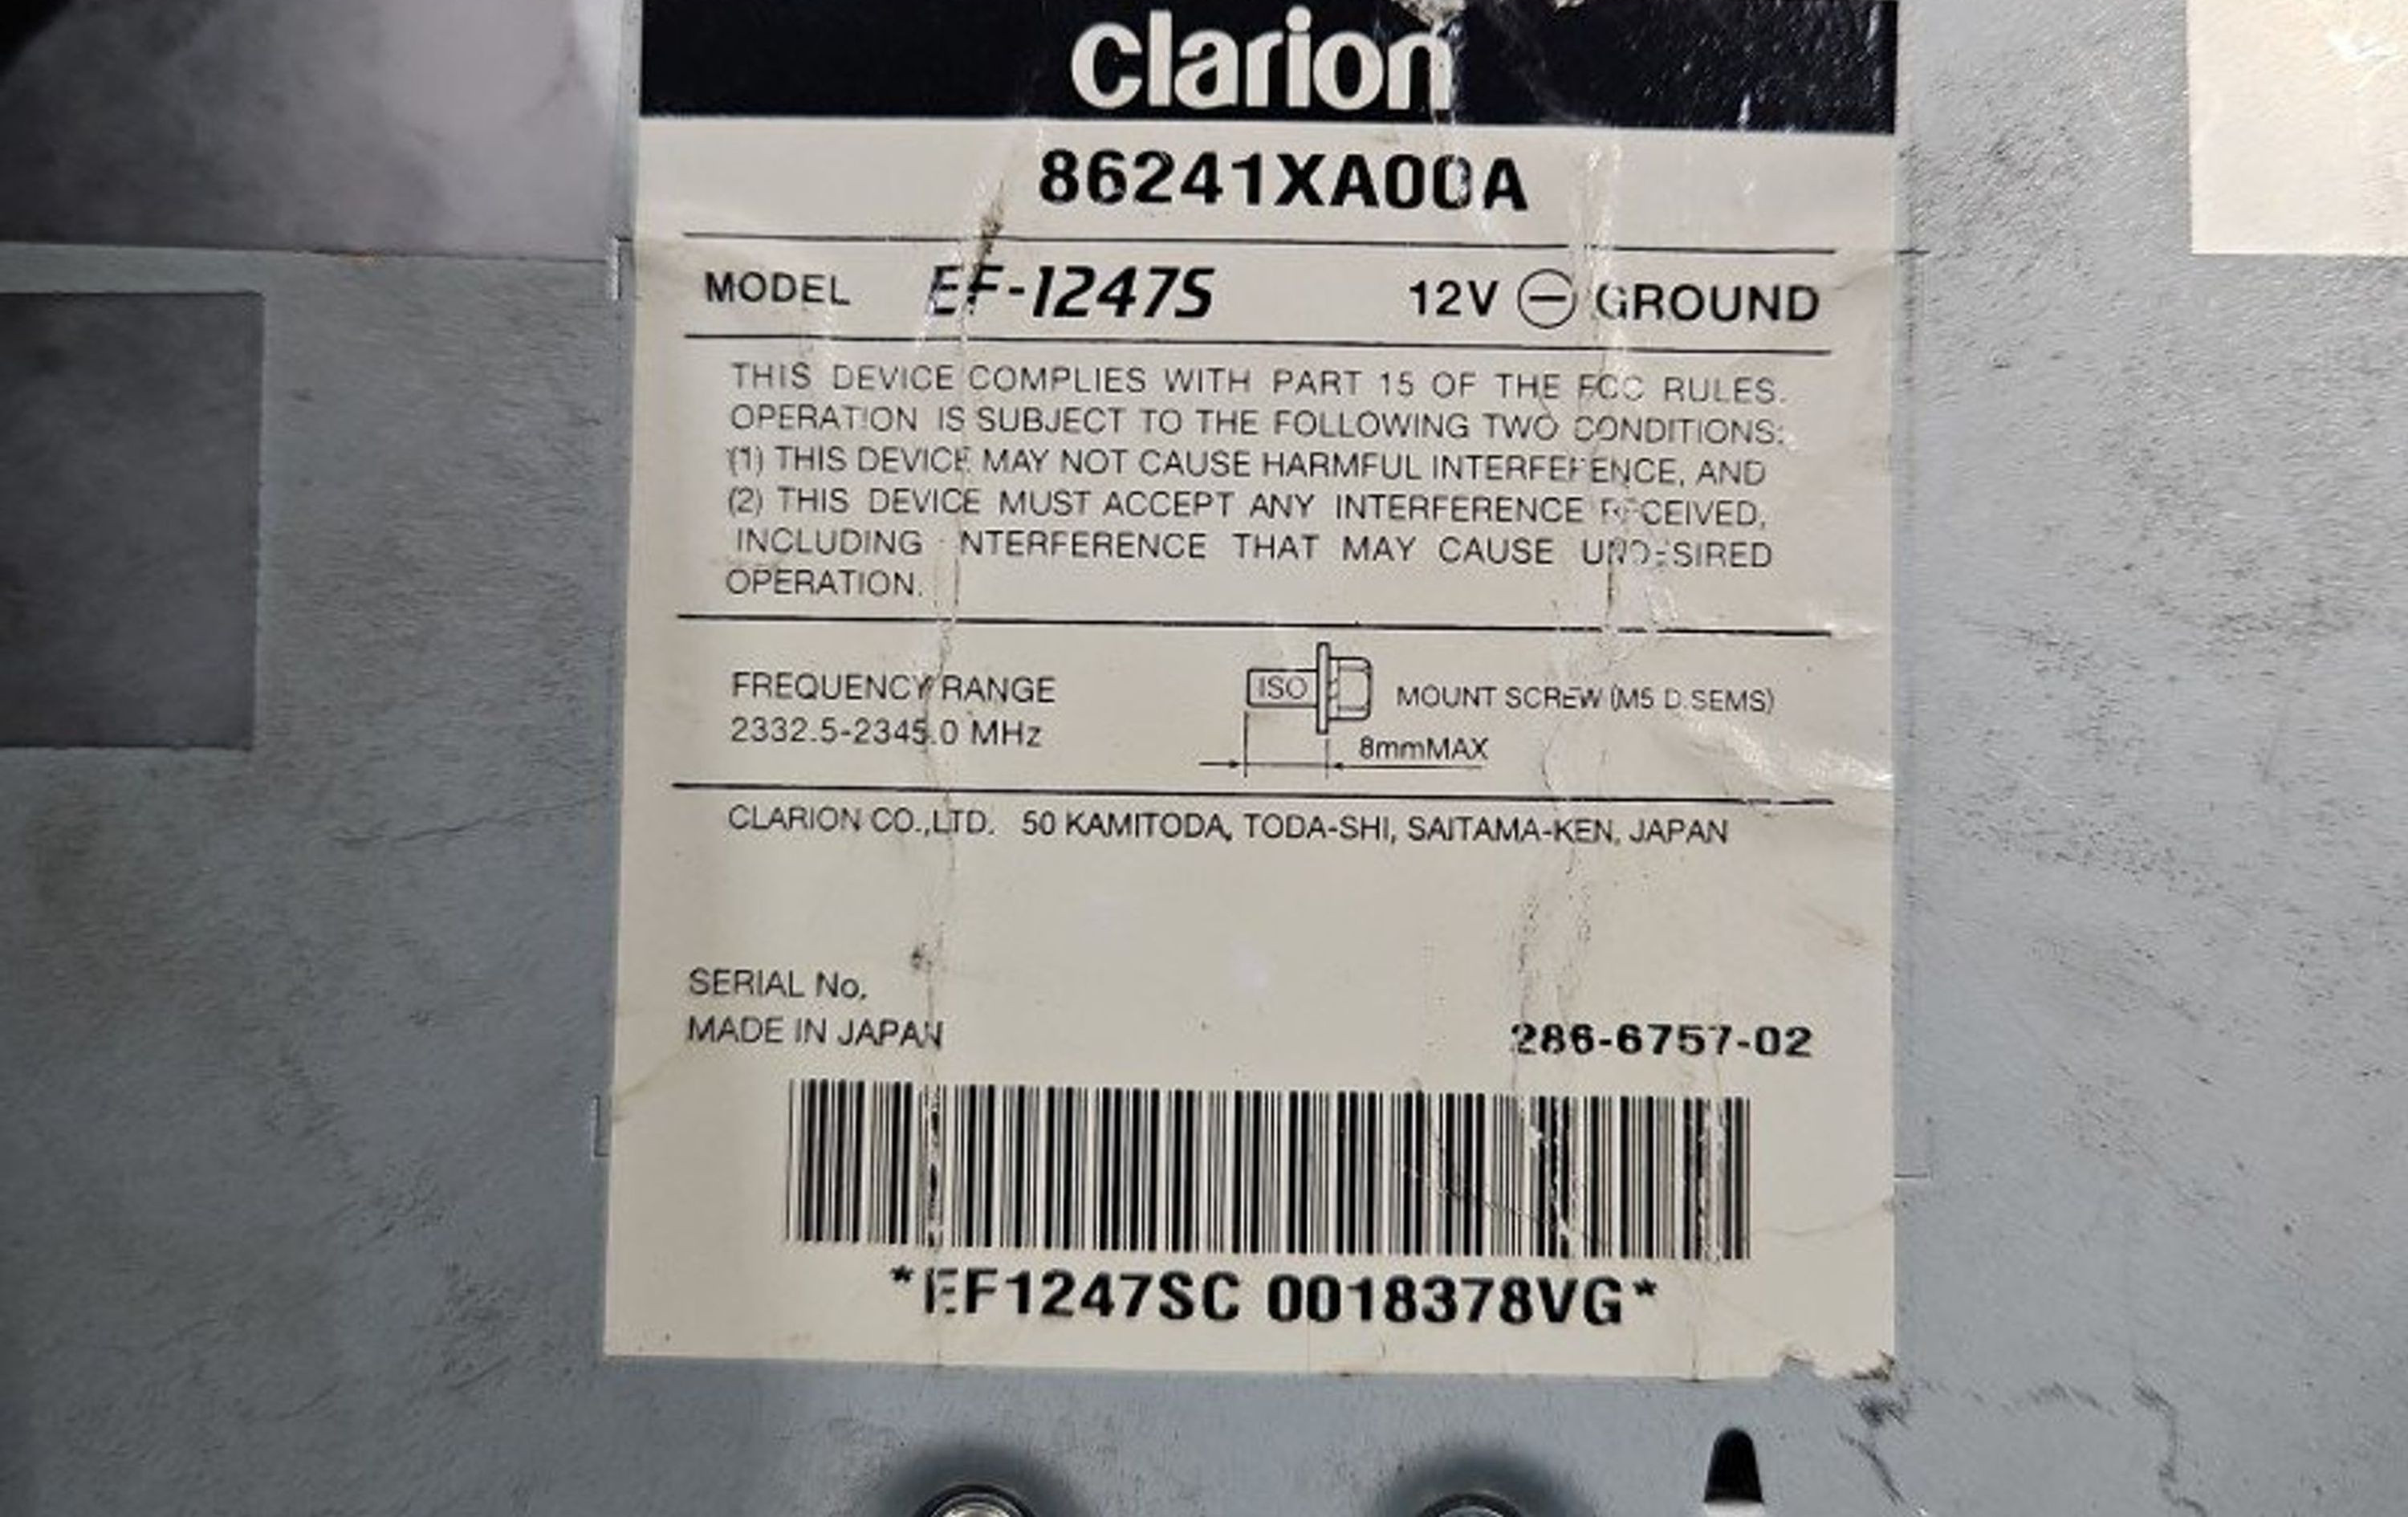 clarion
86241XA00A
MODEL EF-1247S 12V ⊖ GROUND
THIS DEVICE COMPLIES WITH PART 15 OF THE FCC RULES.
OPERATION IS SUBJECT TO THE FOLLOWING TWO CONDITIONS:
(1) THIS DEVICE MAY NOT CAUSE HARMFUL INTERFERENCE, AND
(2) THIS DEVICE MUST ACCEPT ANY INTERFERENCE RECEIVED,
INCLUDING INTERFERENCE THAT MAY CAUSE UNDESIRED
OPERATION.
FREQUENCY RANGE
2332.5-2345.0 MHz
ISO MOUNT SCREW (M5 D.SEMS)
8mmMAX
CLARION CO.,LTD. 50 KAMITODA, TODA-SHI, SAITAMA-KEN, JAPAN
SERIAL No.
MADE IN JAPAN 286-6757-02
*EF1247SC 0018378VG*